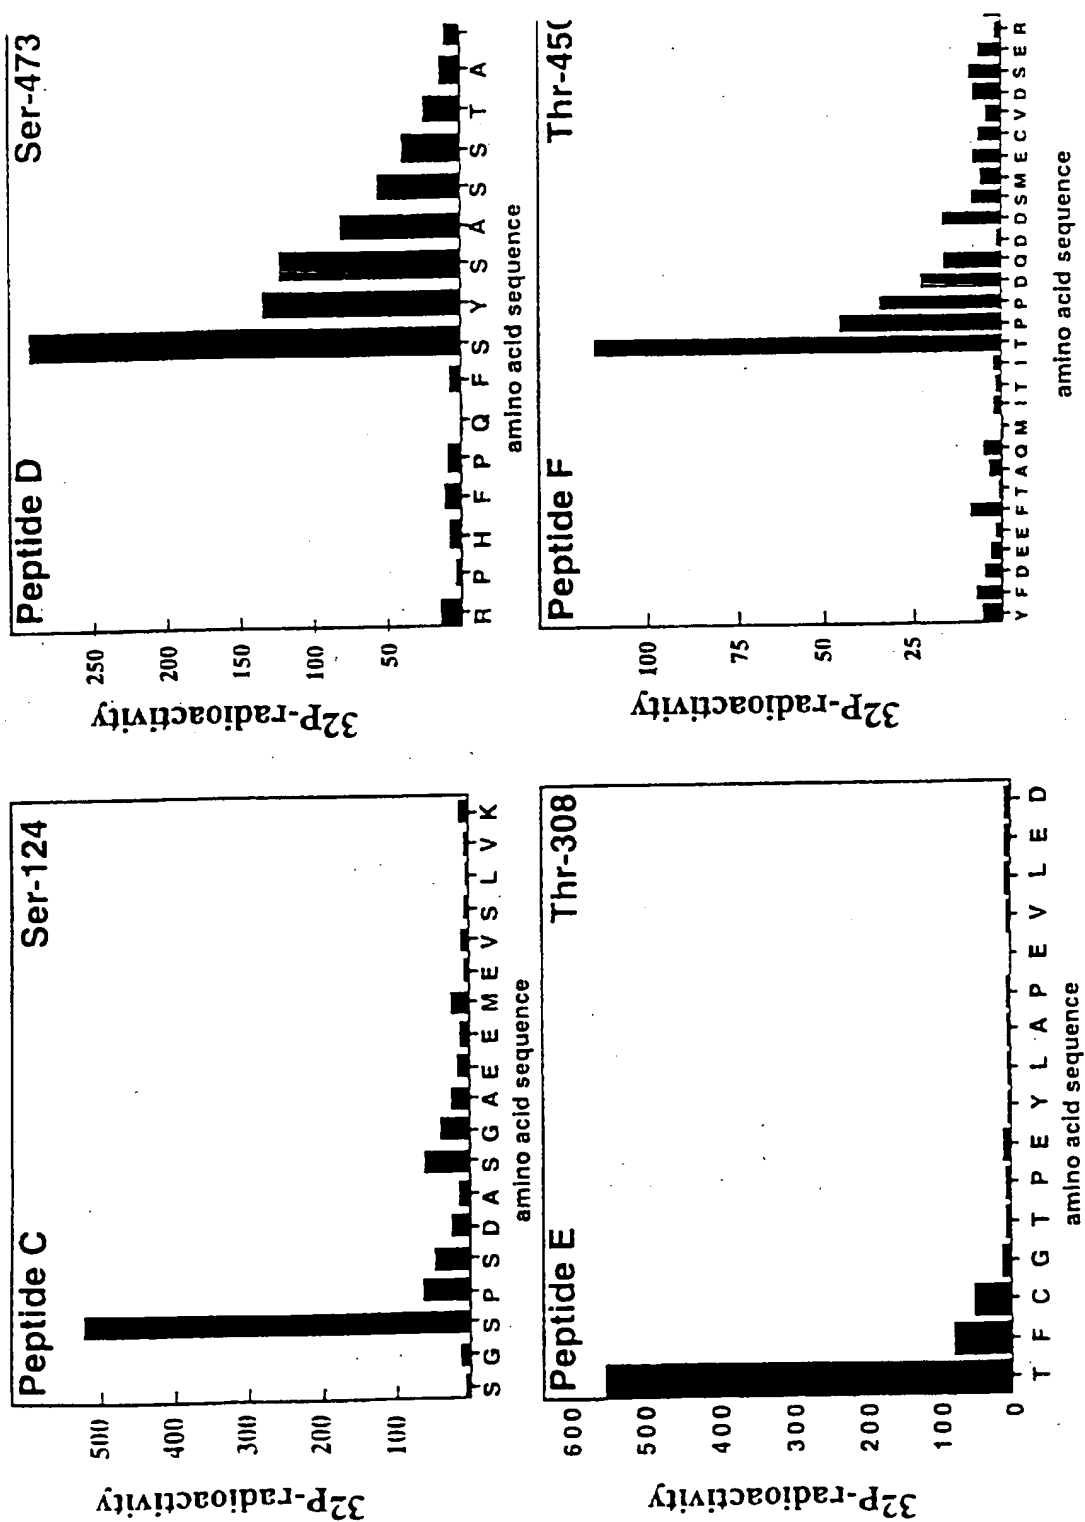 Peptide C
Ser-124
32P-radioactivity
500
400
300
200
100
S G S P S D A S G A E E M E V S L V K
amino acid sequence
Peptide D
Ser-473
32P-radioactivity
250
200
150
100
50
R P H F P Q F S Y S A S S T A
amino acid sequence
Peptide E
Thr-308
32P-radioactivity
600
500
400
300
200
100
0
T F C G T P E Y L A P E V L E D
amino acid sequence
Peptide F
Thr-45(
32P-radioactivity
100
75
50
25
Y F D E E F T A Q M I T I T P P D Q D D S M E C V D S E R
amino acid sequence